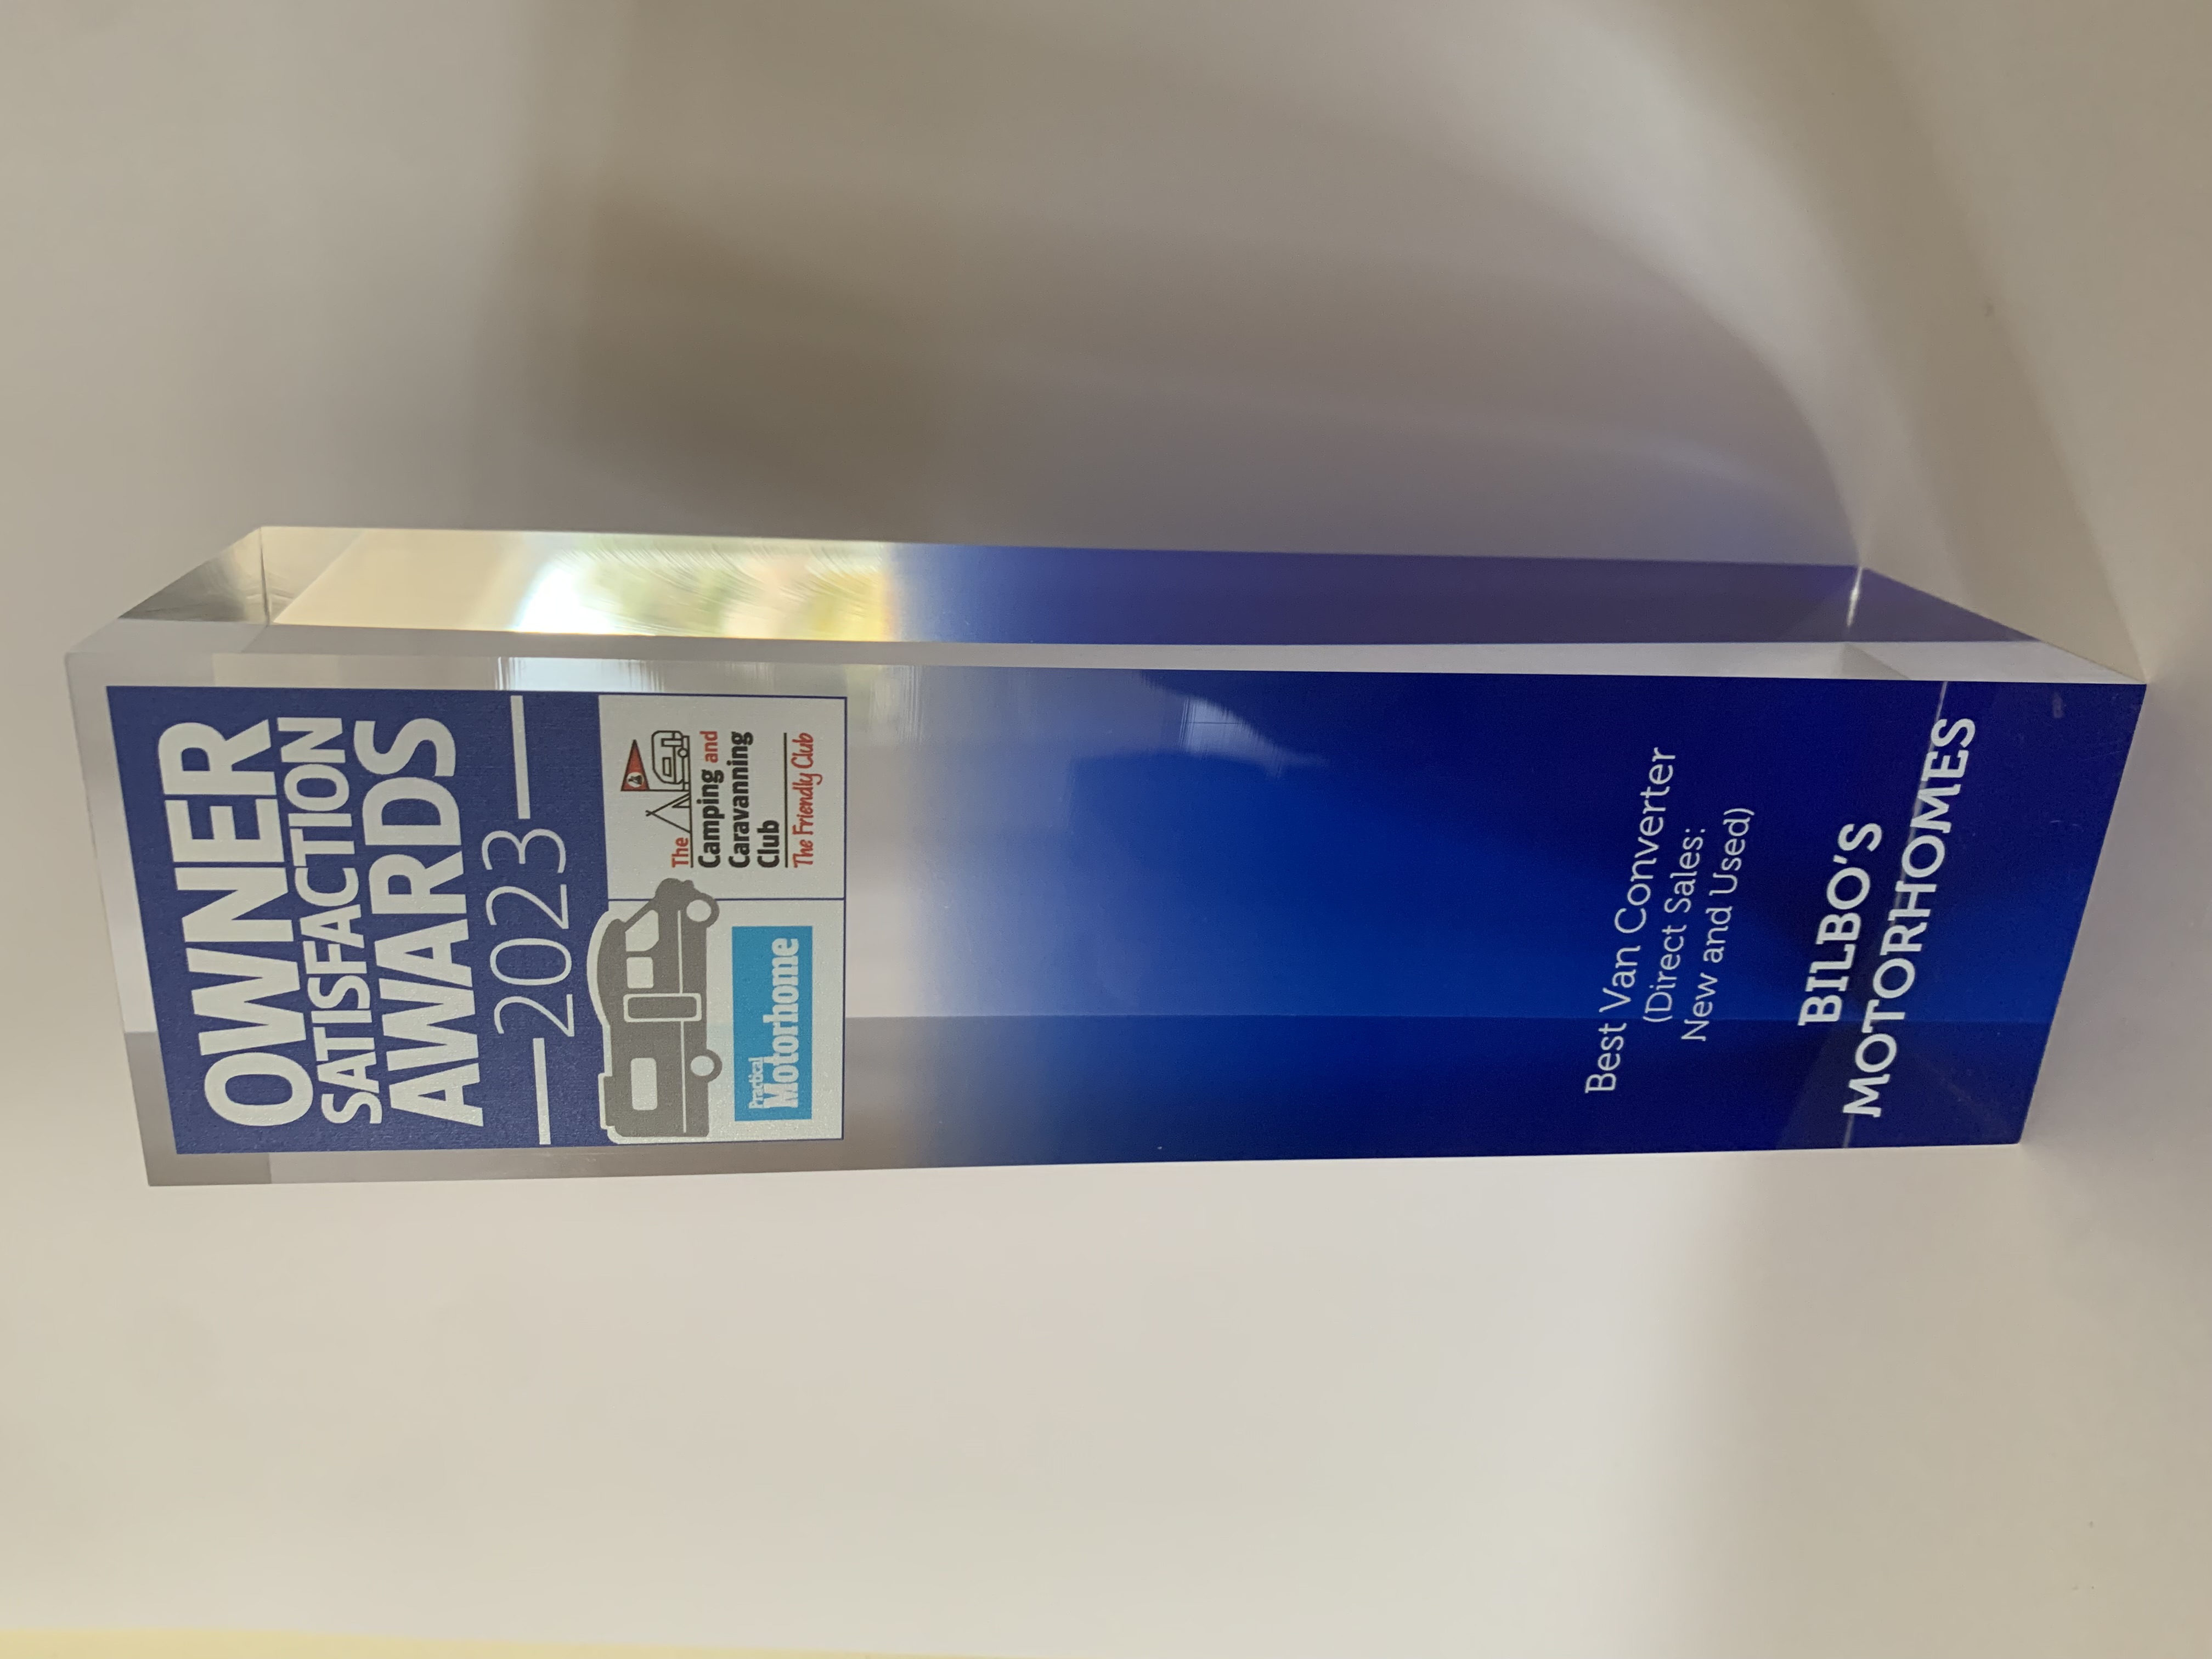 OWNER
SATISFACTION
AWARDS
2023
Practical
Motorhome
The
Camping and
Caravanning
Club
The Friendly Club
Best Van Converter
(Direct Sales:
New and Used)
BILBO'S
MOTORHOMES